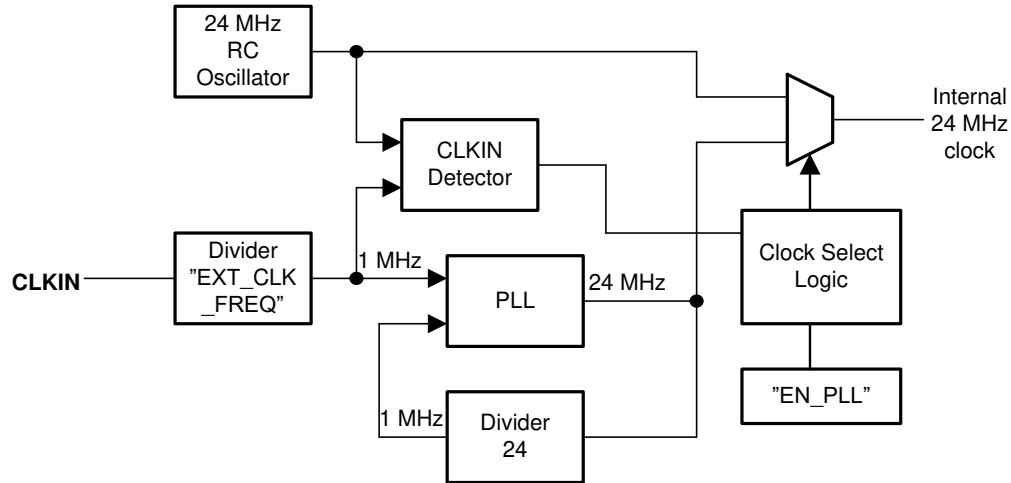 24 MHz
RC
Oscillator
CLKIN
Detector
Internal
24 MHz
clock
CLKIN
Divider
”EXT_CLK
_FREQ”
1 MHz
PLL
24 MHz
Clock Select
Logic
1 MHz
Divider
24
”EN_PLL”